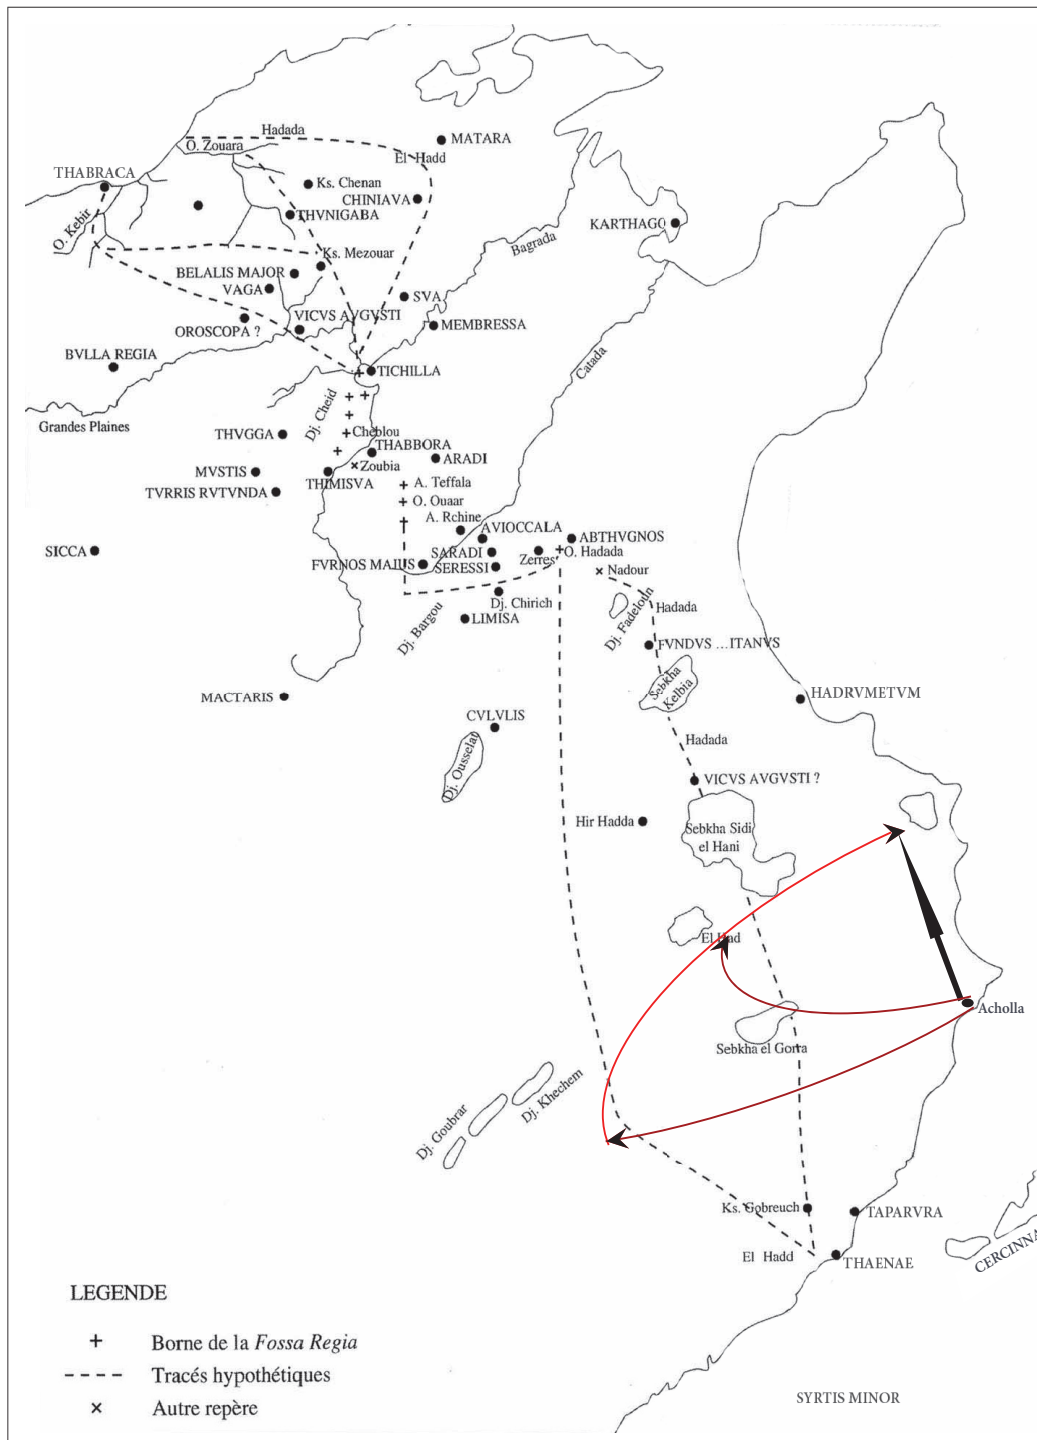 Hadada
MATARA
O. Zouara
El Hadd
THABRACA
Ks. Chenan
CHINIAVA
THVNIGABA
O. Kebir
KARTHAGO
Bagrada
Ks. Mezouar
BELALIS MAJOR
VAGA
SVA
VICVS AVGVSTI
OROSCOPA ?
MEMBRESSA
BVLLA REGIA
TICHILLA
Catada
Dj. Cheid
Grandes Plaines
THVGGA
Cheblou
THABBORA
ARADI
Zoubia
MVSTIS
THIMISVA
A. Teffala
TVRRIS RVTVNDA
O. Ouaar
A. Rchine
AVIOCCALA
ABTHVGNOS
SICCA
SARADI
Zerres
O. Hadada
FVRNOS MAIVS
SERESSI
Nadour
Dj. Chirich
Dj. Bargou
LIMISA
Dj. Fadeloun
Hadada
FVNDVS ...ITANVS
Sebkha
Kelbia
MACTARIS
HADRVMETVM
CVLVLIS
Hadada
Dj. Ousselat
VICVS AVGVSTI ?
Hir Hadda
Sebkha Sidi
el Hani
El Had
Acholla
Sebkha el Gorra
Dj. Goubrar
Dj. Khechem
Ks. Gobreuch
TAPARVRA
El Hadd
THAENAE
CERCINNA
LEGENDE
+ Borne de la Fossa Regia
---- Tracés hypothétiques
× Autre repère
SYRTIS MINOR